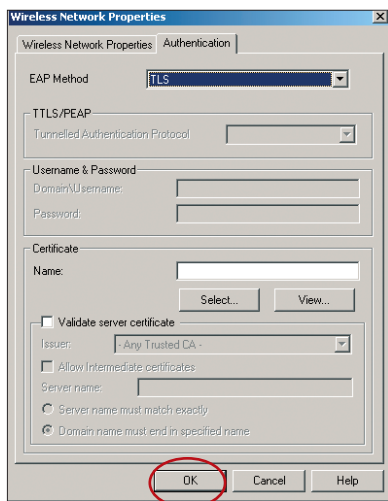 Wireless Network Properties
Wireless Network Properties Authentication
EAP Method TLS
TTLS/PEAP
Tunnelled Authentication Protocol
Username & Password
Domain\Username:
Password:
Certificate
Name:
Select... View...
Validate server certificate
Issuer: - Any Trusted CA -
Allow Intermediate certificates
Server name:
Server name must match exactly
Domain name must end in specified name
OK Cancel Help